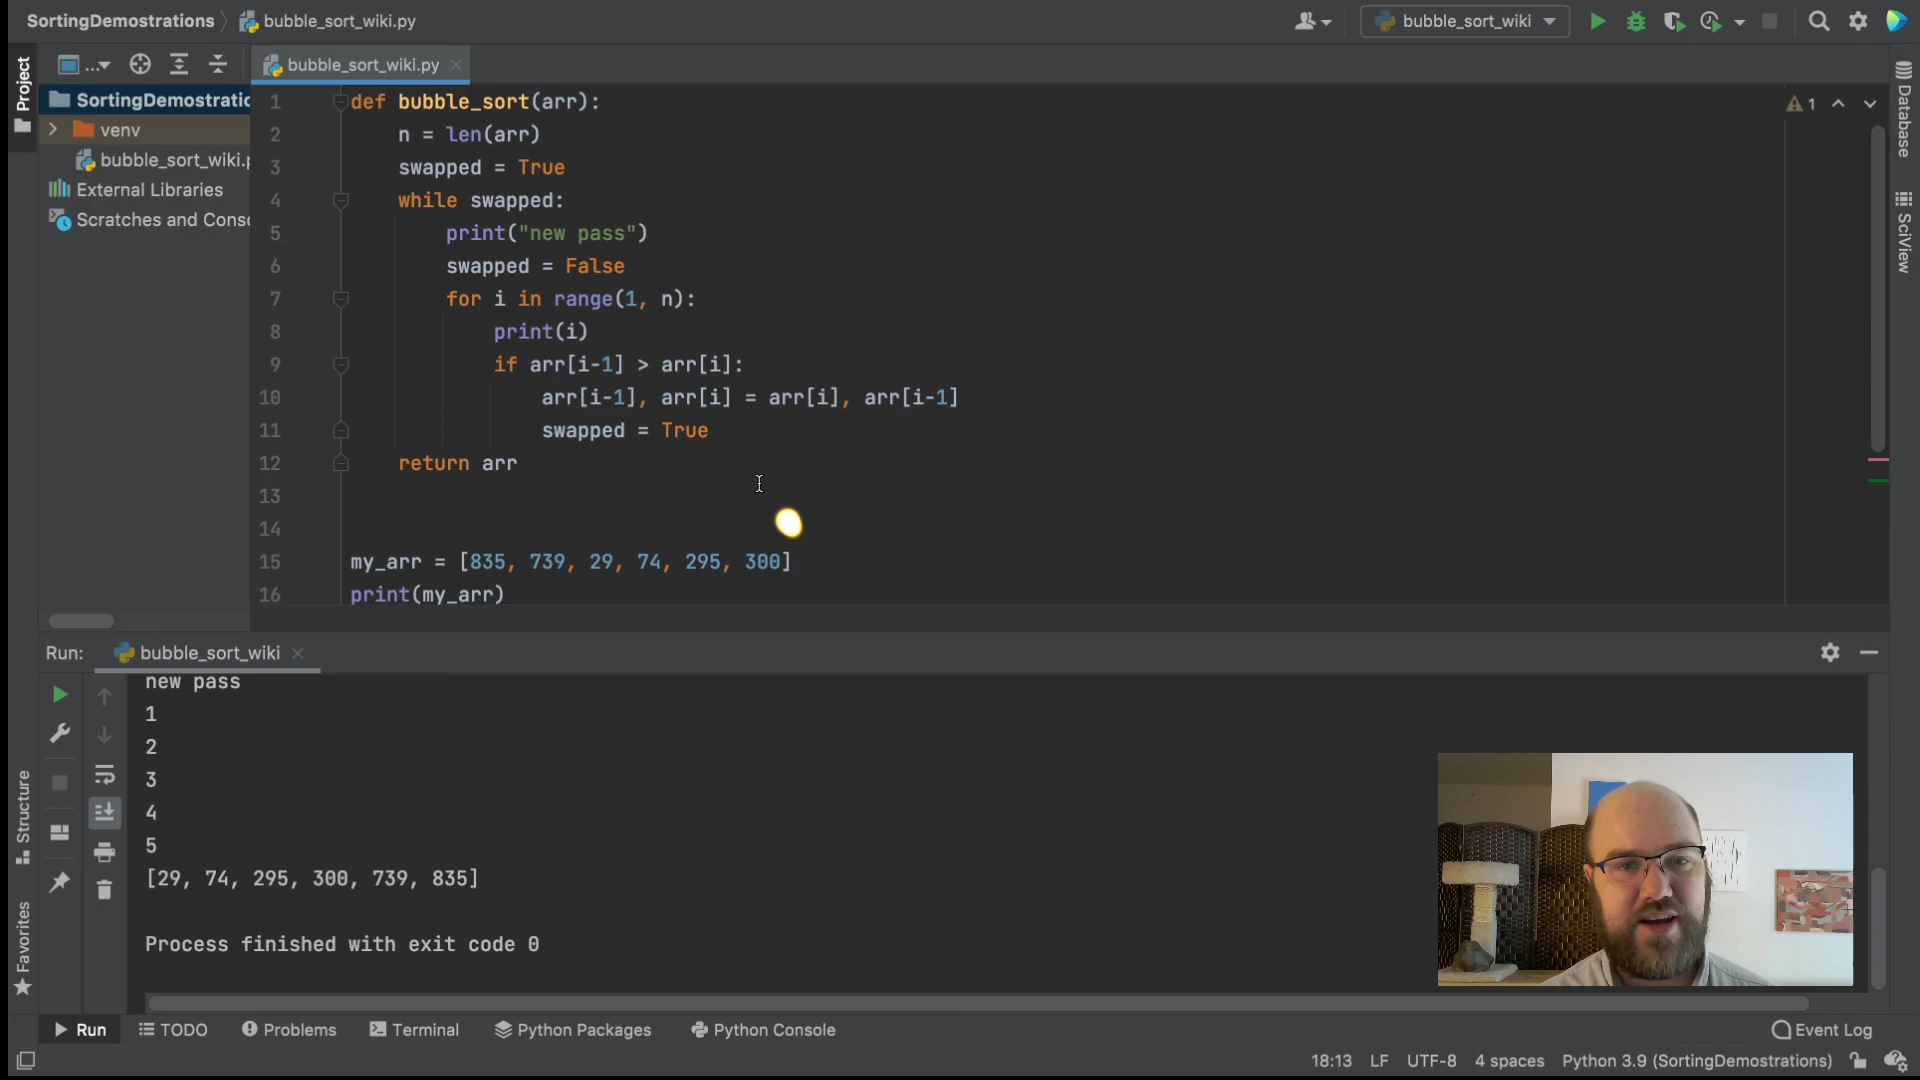 SortingDemostrations
bubble_sort_wiki.py
bubble_sort_wiki
Project
...
bubble_sort_wiki.py
SortingDemostratio
venv
bubble_sort_wiki.p
External Libraries
Scratches and Conso
1 def bubble_sort(arr):
2 n = len(arr)
3 swapped = True
4 while swapped:
5 print("new pass")
6 swapped = False
7 for i in range(1, n):
8 print(i)
9 if arr[i-1] > arr[i]:
10 arr[i-1], arr[i] = arr[i], arr[i-1]
11 swapped = True
12 return arr
13
14
15 my_arr = [835, 739, 29, 74, 295, 300]
16 print(my_arr)
1
Database
SciView
Run:
bubble_sort_wiki
new pass
1
2
3
4
5
[29, 74, 295, 300, 739, 835]
Process finished with exit code 0
Structure
Favorites
Run
TODO
Problems
Terminal
Python Packages
Python Console
Event Log
18:13 LF UTF-8 4 spaces Python 3.9 (SortingDemostrations)